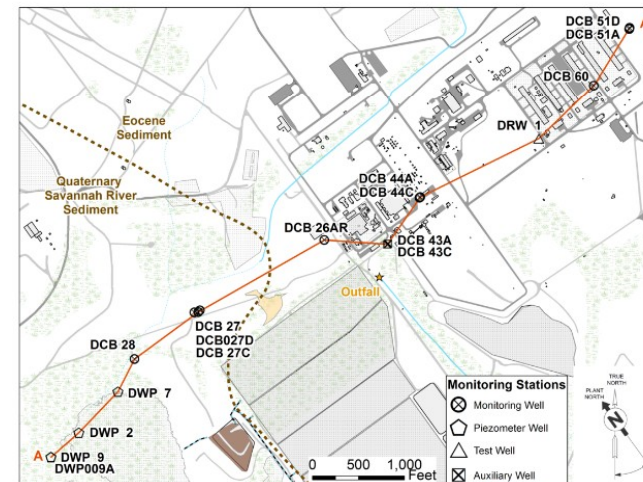 DCB 51D
DCB 51A
DCB 60
Eocene
Sediment
DRW 1
Quaternary
Savannah River
Sediment
DCB 44A
DCB 44C
DCB 26AR
DCB 43A
DCB 43C
Outfall
DCB 27
DCB027D
DCB 27C
DCB 28
DWP 7
DWP 2
A
DWP 9
DWP009A
Monitoring Stations
Monitoring Well
Piezometer Well
Test Well
Auxiliary Well
TRUE
NORTH
PLANT
NORTH
N
0 500 1,000
Feet